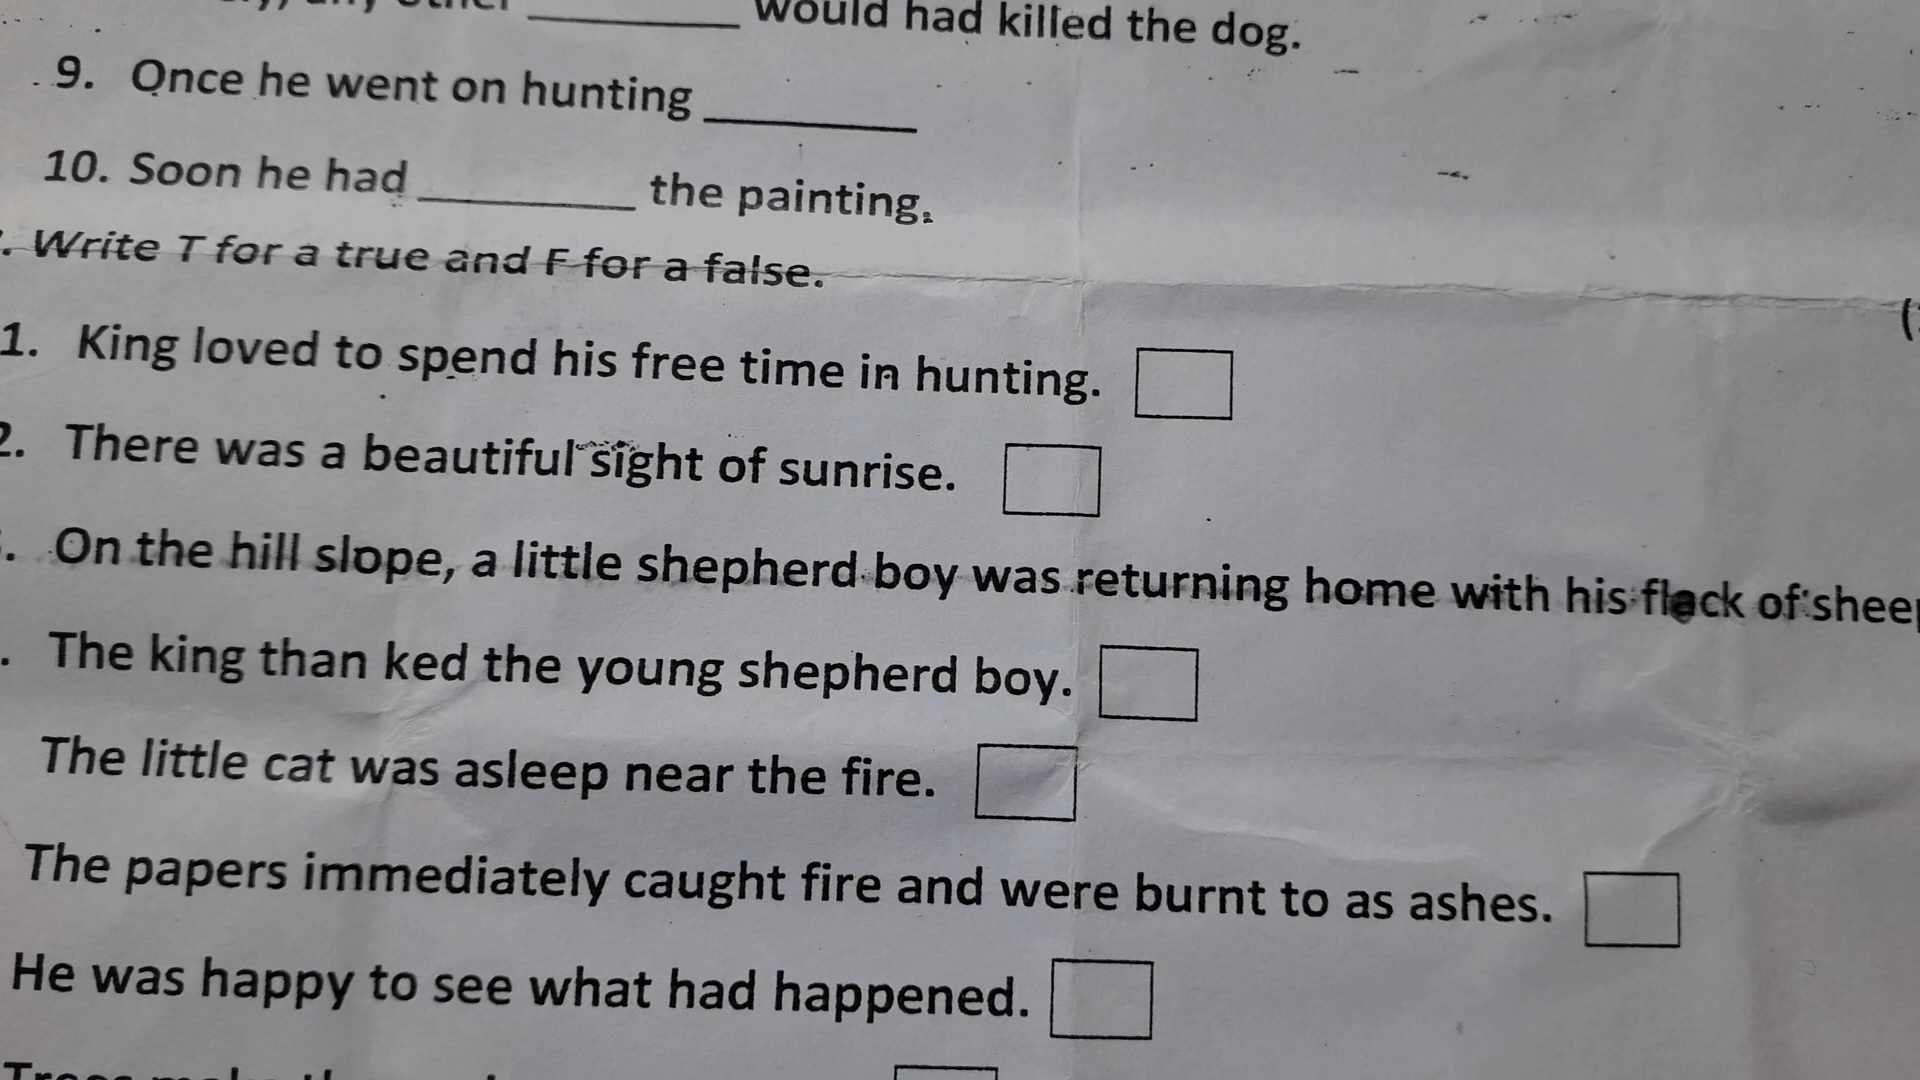 would had killed the dog.
9. Once he went on hunting
10. Soon he had the painting.
. Write T for a true and F for a false.
1. King loved to spend his free time in hunting.
2. There was a beautiful sight of sunrise.
. On the hill slope, a little shepherd boy was returning home with his flock of sheep
. The king than ked the young shepherd boy.
The little cat was asleep near the fire.
The papers immediately caught fire and were burnt to as ashes.
He was happy to see what had happened.